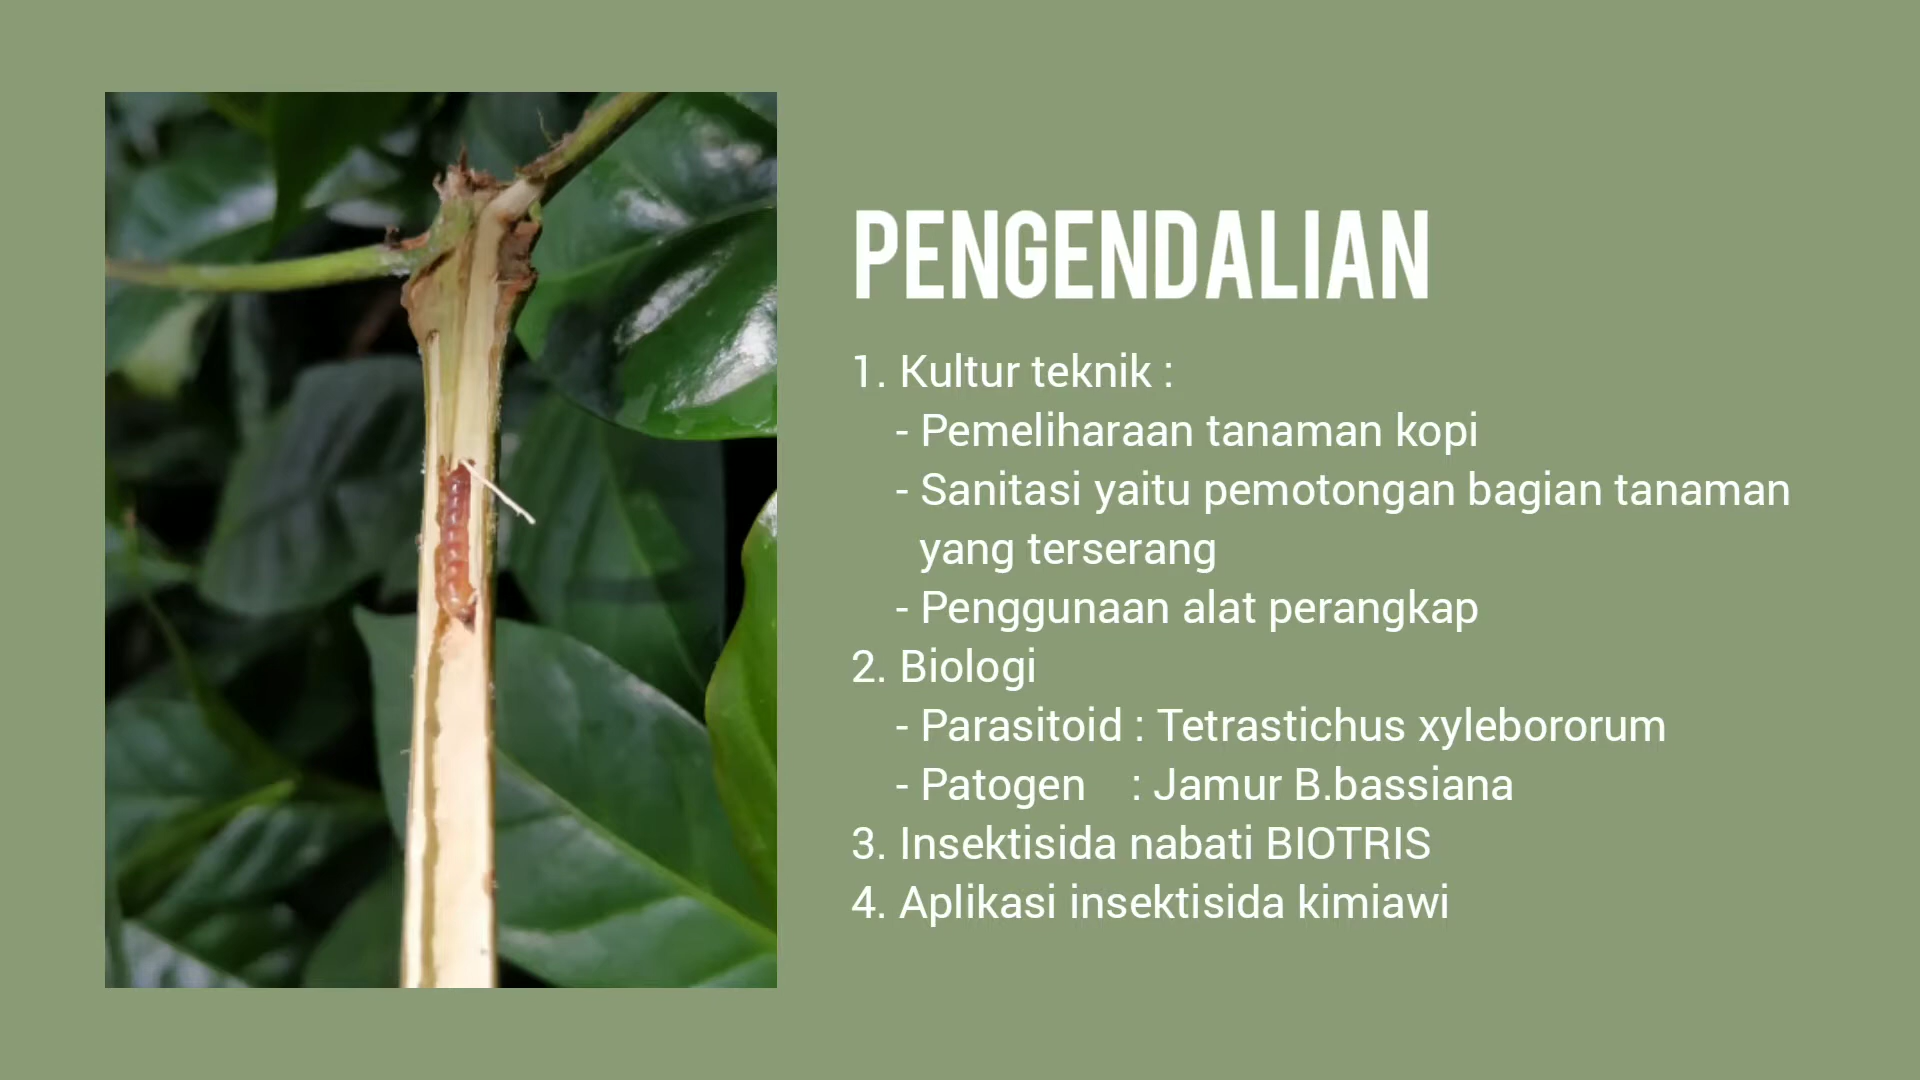 PENGENDALIAN
1. Kultur teknik :
- Pemeliharaan tanaman kopi
- Sanitasi yaitu pemotongan bagian tanaman
yang terserang
- Penggunaan alat perangkap
2. Biologi
- Parasitoid : Tetrastichus xylebororum
- Patogen : Jamur B.bassiana
3. Insektisida nabati BIOTRIS
4. Aplikasi insektisida kimiawi